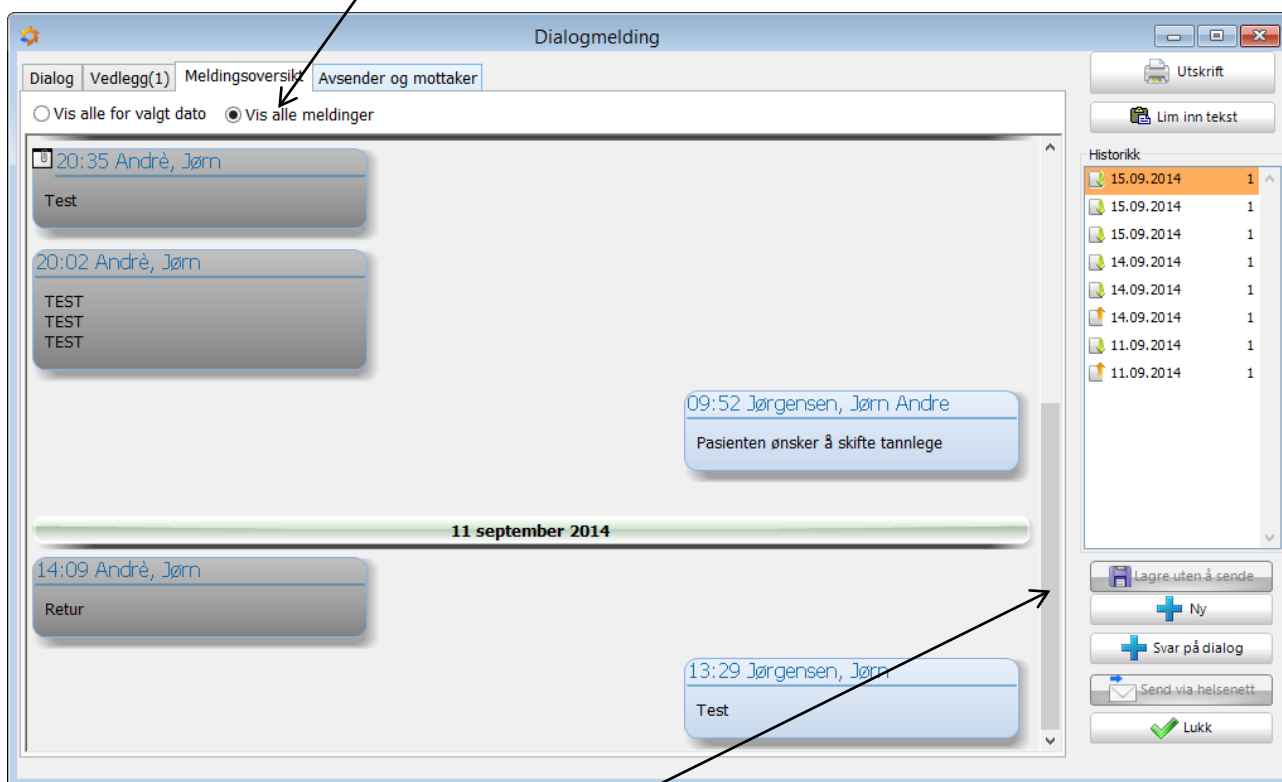 Dialogmelding
Dialog Vedlegg(1) Meldingsoversikt Avsender og mottaker
Vis alle for valgt dato Vis alle meldinger
20:35 Andrè, Jørn
Test
20:02 Andrè, Jørn
TEST
TEST
TEST
09:52 Jørgensen, Jørn Andre
Pasienten ønsker å skifte tannlege
11 september 2014
14:09 Andrè, Jørn
Retur
13:29 Jørgensen, Jørn
Test
Utskrift
Lim inn tekst
Historikk
15.09.2014 1
15.09.2014 1
15.09.2014 1
14.09.2014 1
14.09.2014 1
14.09.2014 1
11.09.2014 1
11.09.2014 1
Lagre uten å sende
Ny
Svar på dialog
Send via helsenett
Lukk